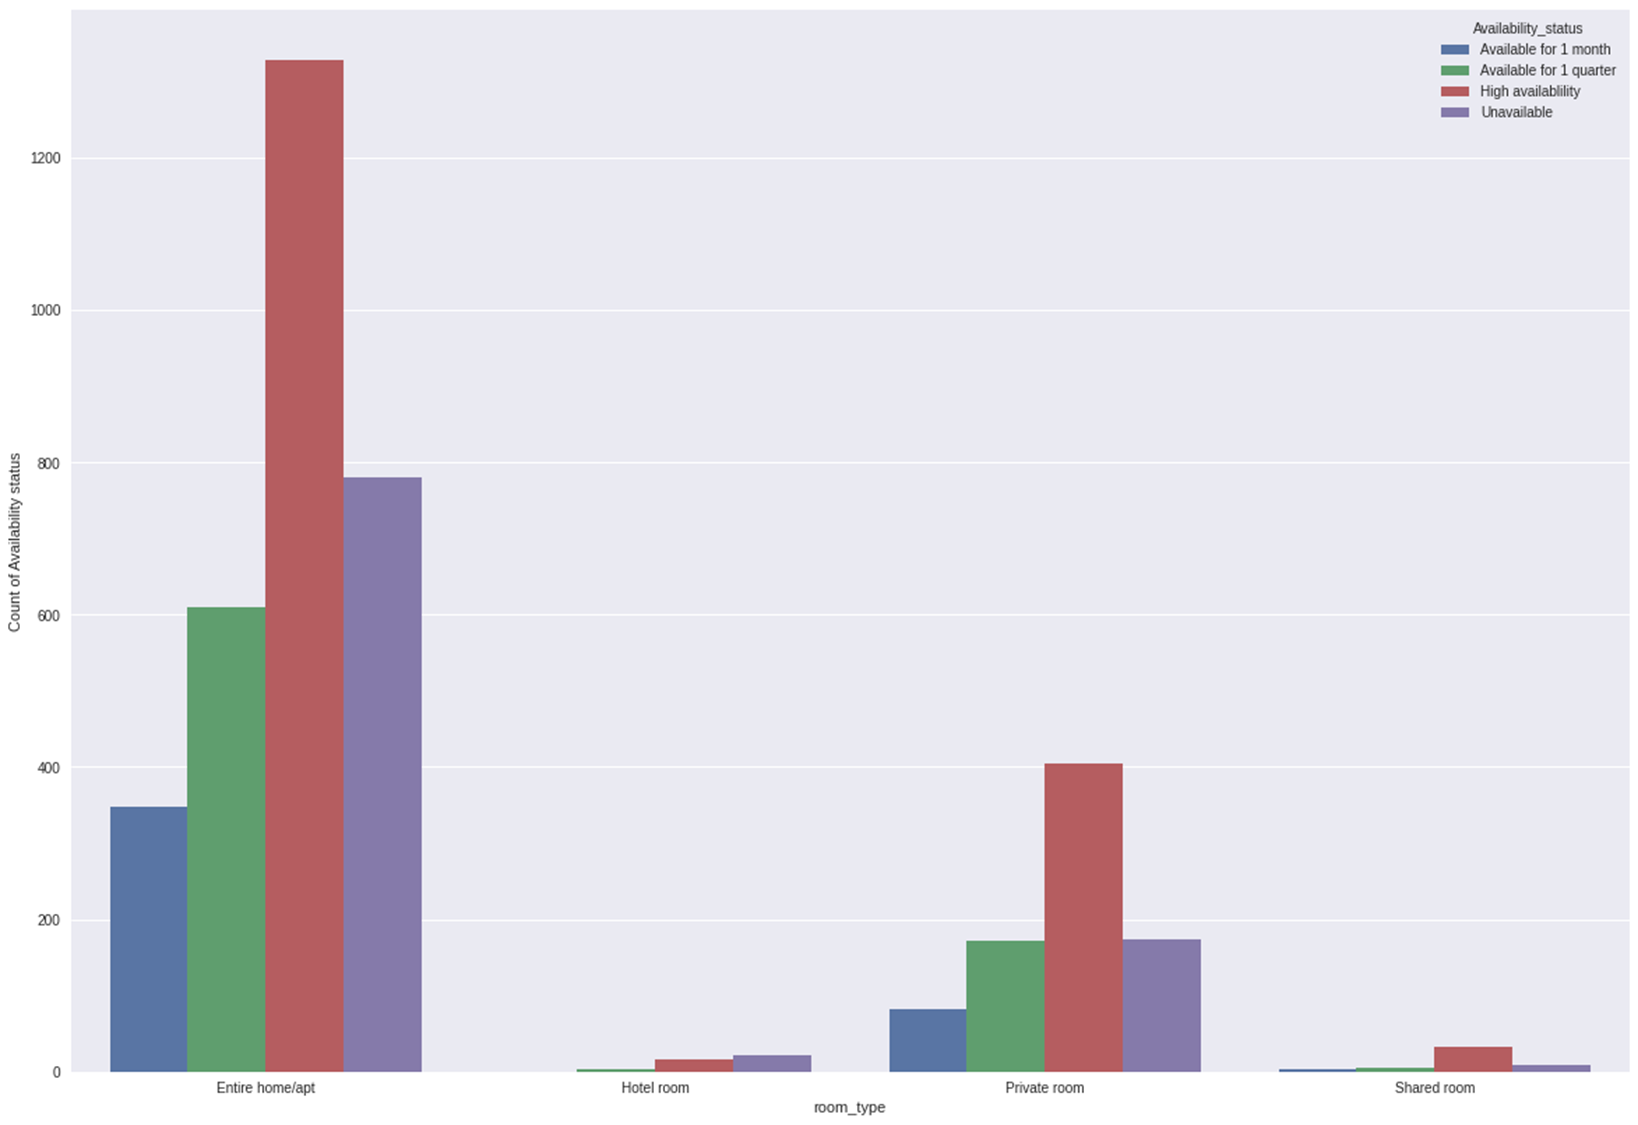 Availability_status
Available for 1 month
Available for 1 quarter
High availablility
Unavailable
Count of Availability status
1200
1000
800
600
400
200
0
Entire home/apt
Hotel room
Private room
Shared room
room_type